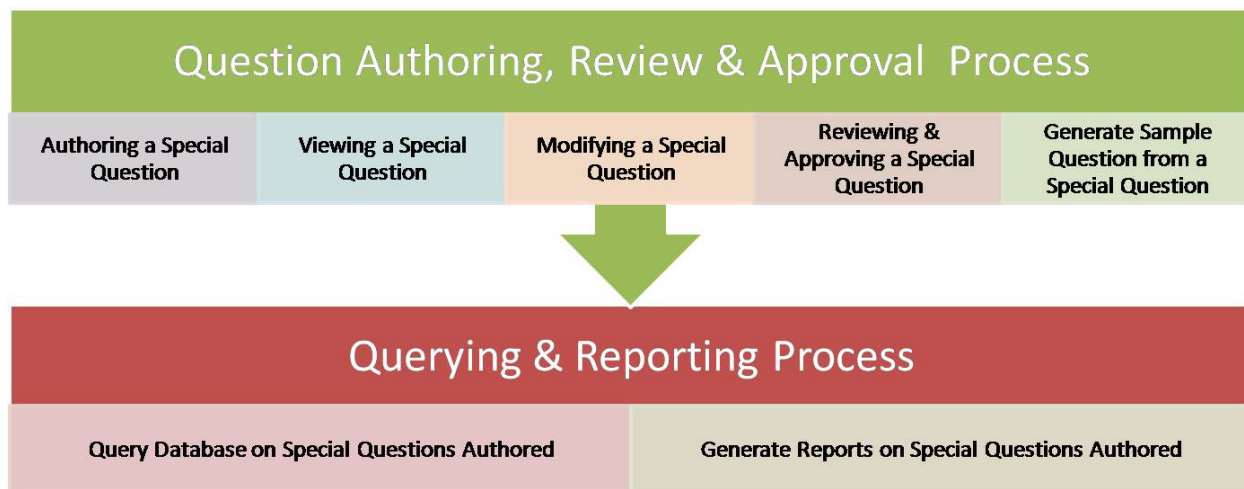 Question Authoring, Review & Approval Process
Authoring a Special
Question
Viewing a Special
Question
Modifying a Special
Question
Reviewing &
Approving a Special
Question
Generate Sample
Question from a
Special Question
Querying & Reporting Process
Query Database on Special Questions Authored
Generate Reports on Special Questions Authored